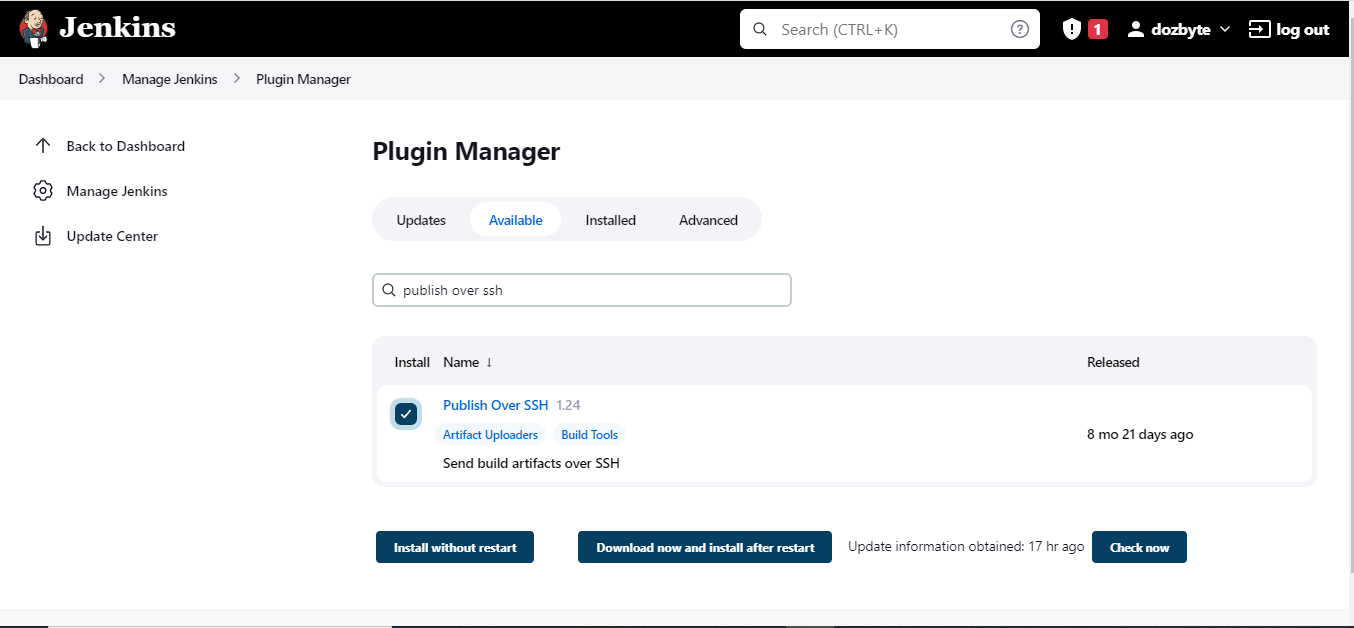 Jenkins
Search (CTRL+K)
?
! 1
dozbyte
log out
Dashboard > Manage Jenkins > Plugin Manager
Back to Dashboard
Manage Jenkins
Update Center
Plugin Manager
Updates Available Installed Advanced
publish over ssh
Install Name ↓ Released
Publish Over SSH 1.24
Artifact Uploaders Build Tools
Send build artifacts over SSH
8 mo 21 days ago
Install without restart Download now and install after restart Update information obtained: 17 hr ago Check now